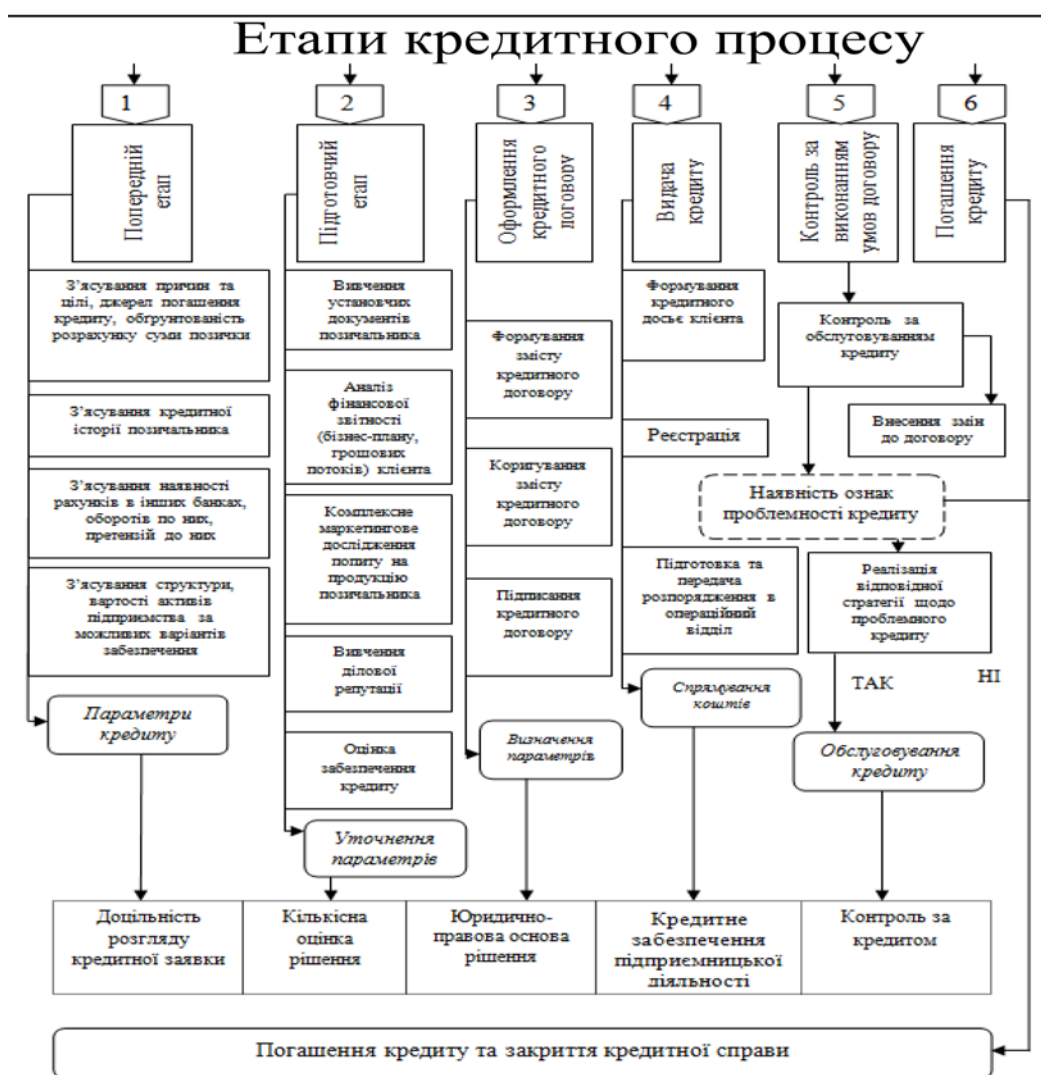 Етапи кредитного процесу
1
2
3
4
5
6
Попередній
етап
Підготовчий
етап
Оформлення
кредитного
договору
Видача
кредиту
Контроль за
виконанням
умов договору
Погашення
кредиту
З’ясування причин та
цілі, джерел погашення
кредиту, обґрунтованість
розрахунку суми позички
З’ясування кредитної
історії позичальника
З’ясування наявності
рахунків в інших банках,
оборотів по них,
претензій до них
З’ясування структури,
вартості активів
підприємства за
можливих варіантів
забезпечення
Параметри
кредиту
Вивчення
установчих
документів
позичальника
Аналіз
фінансової
звітності
(бізнес-плану,
грошових
потоків) клієнта
Комплексне
маркетингове
дослідження
попиту на
продукцію
позичальника
Вивчення
ділової
репутації
Оцінка
забезпечення
кредиту
Уточнення
параметрів
Формування
змісту
кредитного
договору
Коригування
змісту
кредитного
договору
Підписання
кредитного
договору
Визначення
параметрів
Формування
кредитного
досьє клієнта
Реєстрація
Підготовка та
передача
розпорядження в
операційний
відділ
Спрямування
коштів
Контроль за
обслуговуванням
кредиту
Внесення змін
до договору
Наявність ознак
проблемності кредиту
Реалізація
відповідної
стратегії щодо
проблемного
кредиту
ТАК
НІ
Обслуговування
кредиту
Доцільність
розгляду
кредитної заявки
Кількісна
оцінка
рішення
Юридично-
правова основа
рішення
Кредитне
забезпечення
підприємницької
діяльності
Контроль за
кредитом
Погашення кредиту та закриття кредитної справи